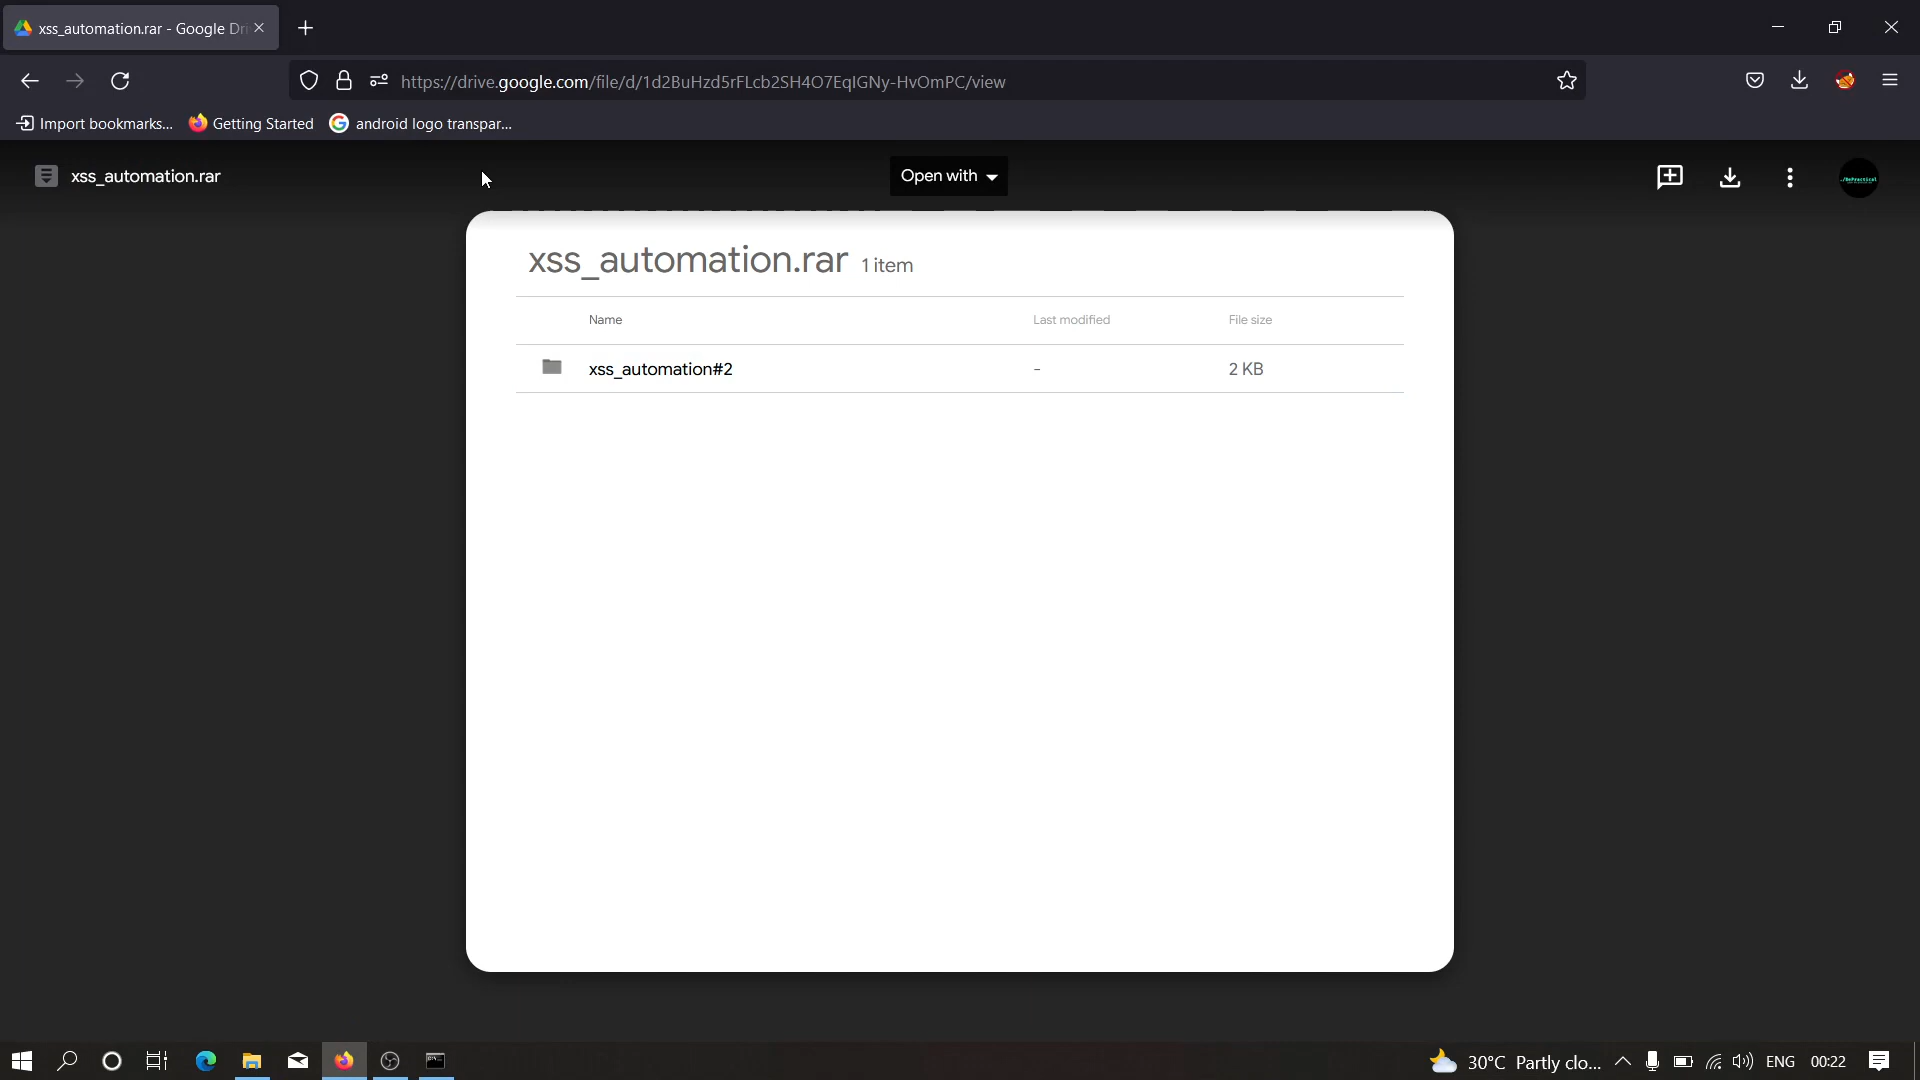 xss_automation.rar - Google Dri
https://drive.google.com/file/d/1d2BuHzd5rFLcb2SH4O7EqIGNy-HvOmPC/view
Import bookmarks...
Getting Started
android logo transpar...
xss_automation.rar
Open with
./BePractical
xss_automation.rar 1 item
Name Last modified File size
xss_automation#2 - 2 KB
30°C Partly clo...
ENG
00:22